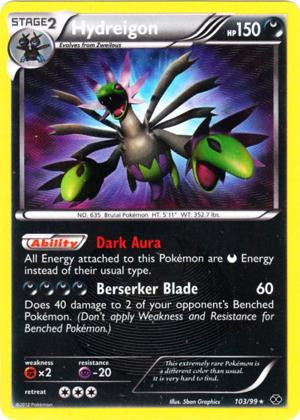 STAGE2 Hydreigon HP150
Evolves from Zweilous
NO. 635 Brutal Pokémon HT: 5'11" WT: 352.7 lbs.
Ability Dark Aura
All Energy attached to this Pokémon are Energy
instead of their usual type.
Berserker Blade 60
Does 40 damage to 2 of your opponent's Benched
Pokémon. (Don't apply Weakness and Resistance for
Benched Pokémon.)
weakness resistance
×2 -20
This extremely rare Pokémon is
a different color than usual.
It is very hard to find.
retreat
Illus. 5ban Graphics 103/99
©2012 Pokémon